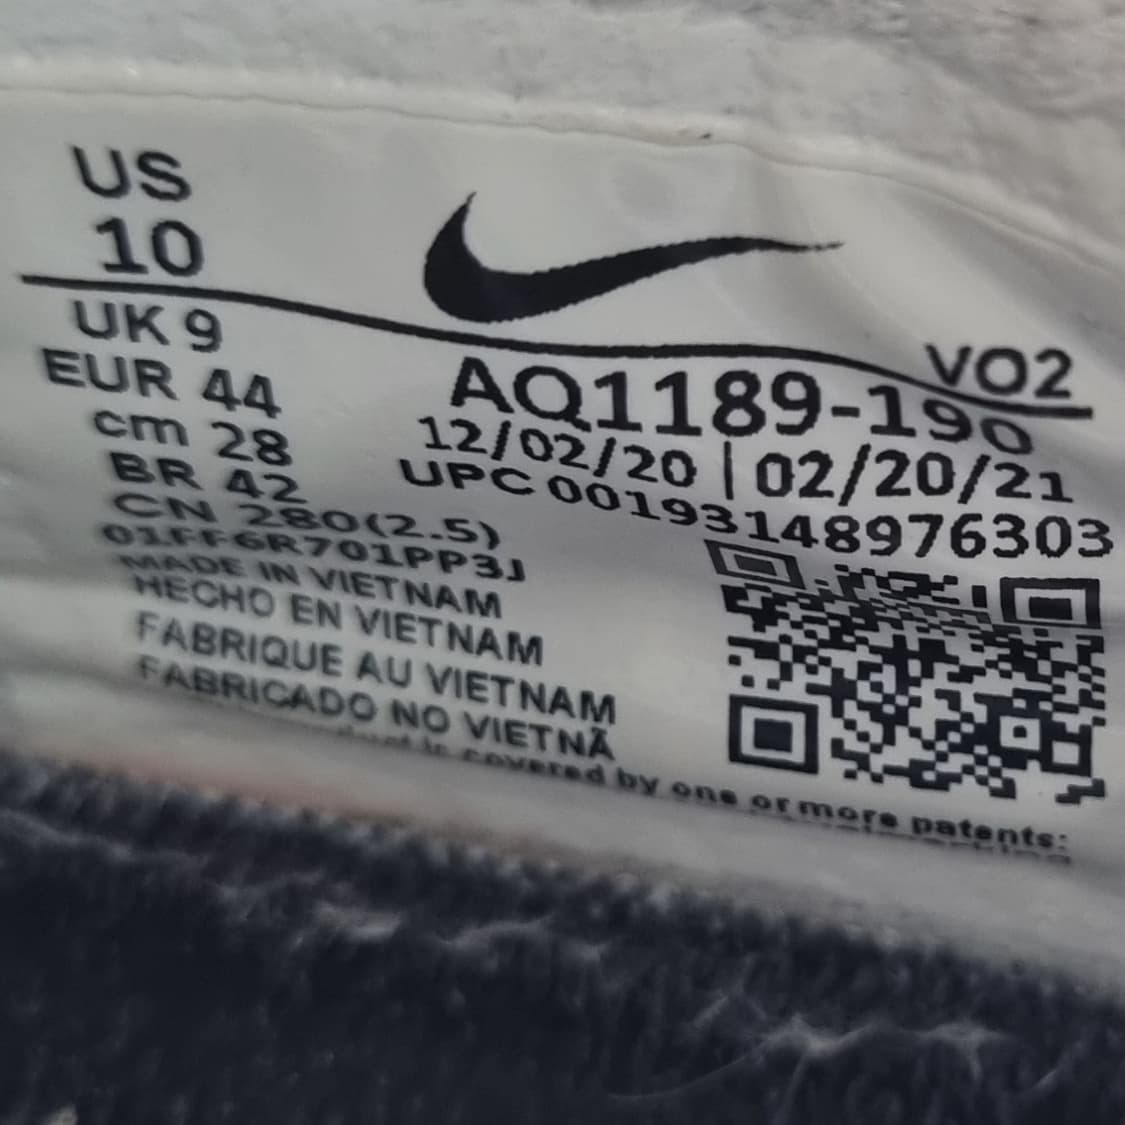 US
10
UK 9
EUR 44
cm 28
BR 42
CN 280(2.5)
01FF6R701PP3J
MADE IN VIETNAM
HECHO EN VIETNAM
FABRIQUE AU VIETNAM
FABRICADO NO VIETNÃ
VO2
AQ1189-190
12/02/20 | 02/20/21
UPC 00193148976303
product is covered by one or more patents: